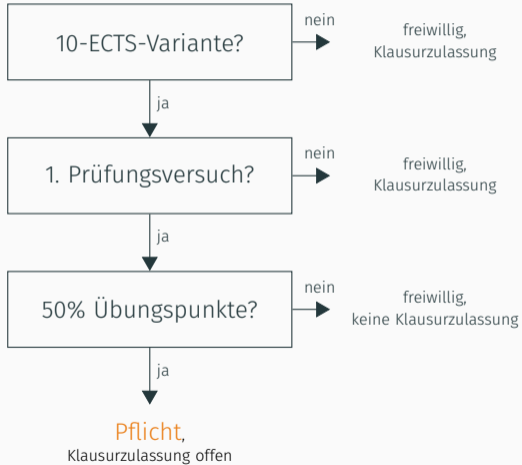 10-ECTS-Variante?
nein
freiwillig,
Klausurzulassung
ja
1. Prüfungsversuch?
nein
freiwillig,
Klausurzulassung
ja
50% Übungspunkte?
nein
freiwillig,
keine Klausurzulassung
ja
Pflicht,
Klausurzulassung offen